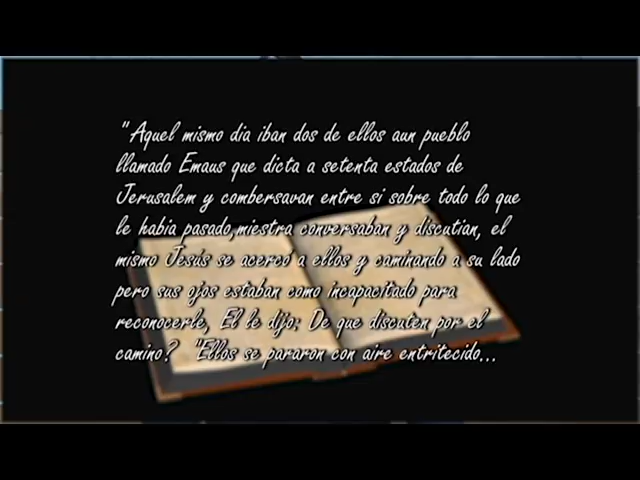 "Aquel mismo dia iban dos de ellos aun pueblo
llamado Emaus que dicta a setenta estados de
Jerusalem y combersavan entre si sobre todo lo que
le habia pasado,miestra conversaban y discutian, el
mismo Jesús se acercó a ellos y caminando a su lado
pero sus ojos estaban como incapacitado para
reconocerle, El le dijo: De que discuten por el
camino? "Ellos se pararon con aire entritecido...